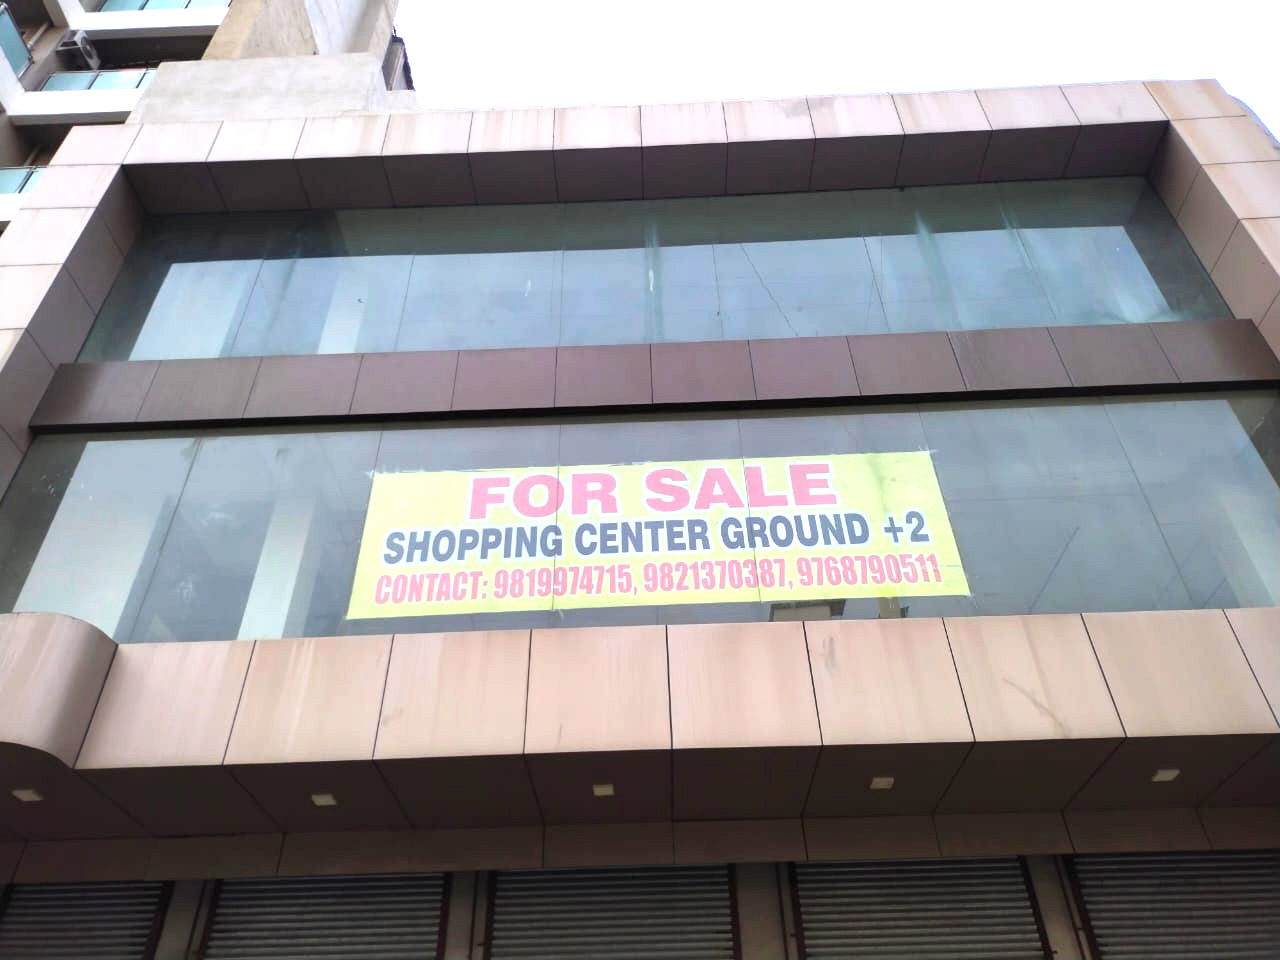 FOR SALE
SHOPPING CENTER GROUND +2
CONTACT: 9819974715, 9821370387, 9768790511